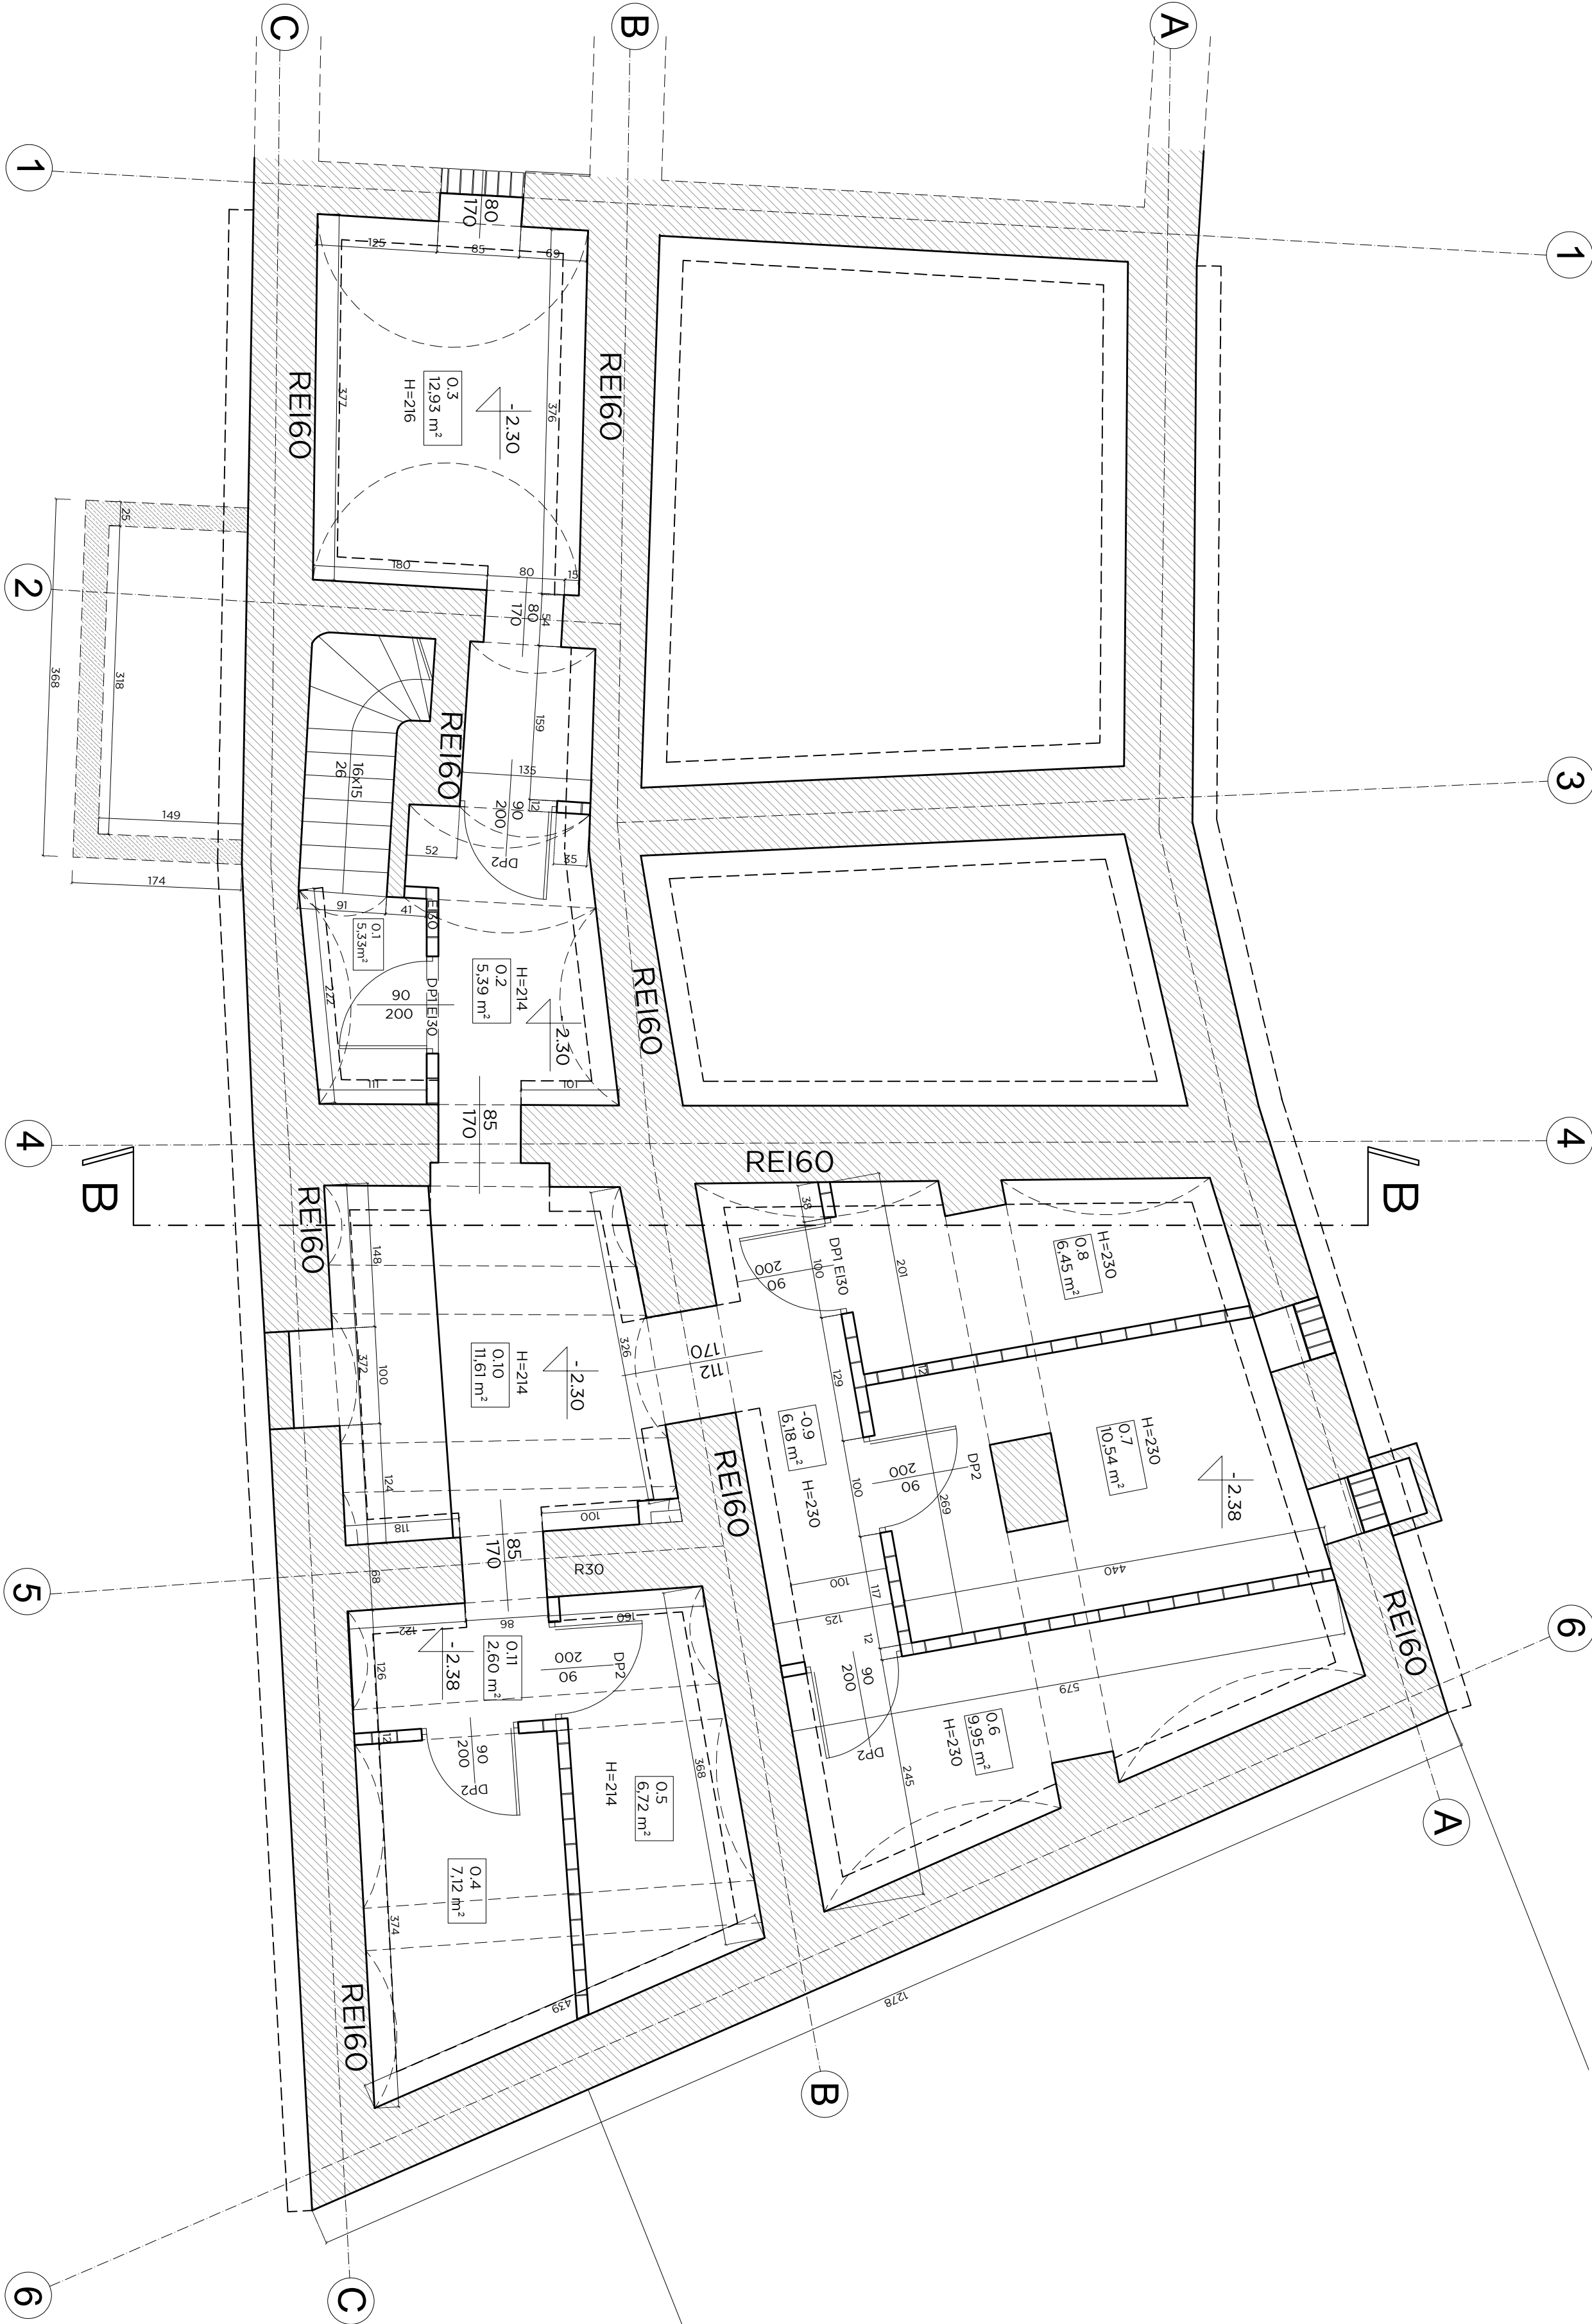 C
B
A
1
1
80
170
125
85
69
REI60
REI60
377
376
0.3
12,93 m²
H=216
-2.30
180
80
15
80
170
54
2
25
318
368
149
174
3
REI60
159
135
16x15
26
90
200
12
DP2
52
35
91
41
EI30
0.1
5,33m²
0.2
5,39 m²
H=214
-2.30
REI60
222
90
200
DP1EI30
111
101
85
170
4
4
B
B
REI60
REI60
38
148
DP1 EI30
90
200
100
201
H=230
0.8
6,45 m²
326
112
170
372
100
0.10
11,61 m²
H=214
-2.30
129
12
-0.9
6,18 m²
H=230
H=230
0.7
10,54 m²
-2.38
REI60
DP2
90
200
100
269
124
118
100
85
170
R30
68
5
440
100
117
125
12
REI60
6
122
86
160
126
-2.38
0.11
2,60 m²
90
200
DP2
90
200
DP2
579
0.6
9,95 m²
H=230
245
12
90
200
DP2
368
0.5
6,72 m²
H=214
A
0.4
7,12 m²
374
439
REI60
1278
B
C
6